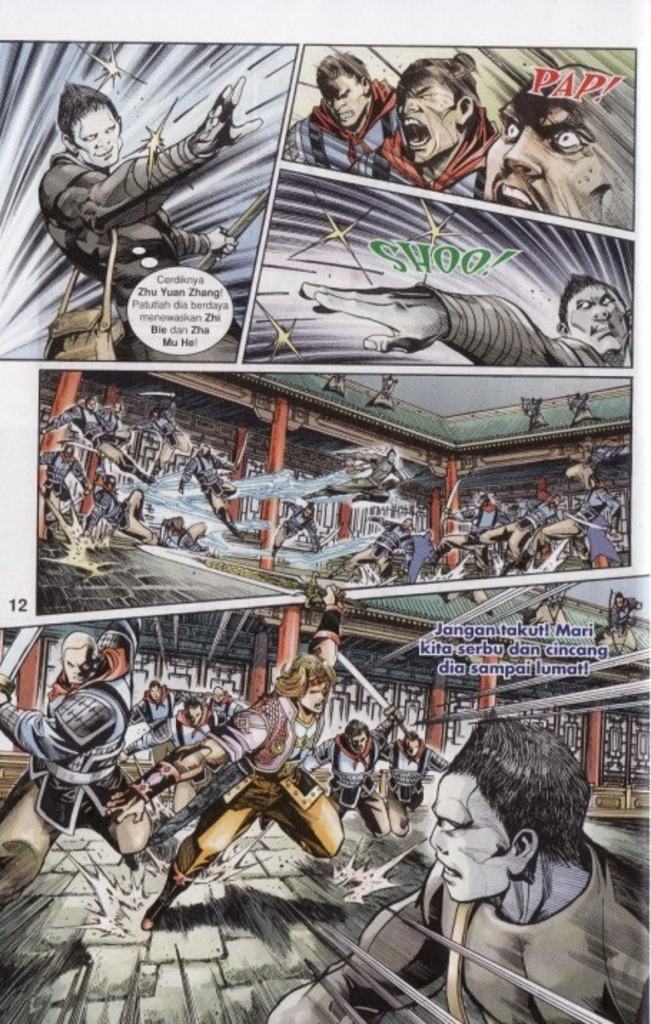 PAP!
Cerdiknya
Zhu Yuan Zhang!
Patutlah dia berdaya
menewaskan Zhi
Bie dan Zha
Mu He!
SHOO!
12
Jangan takut! Mari
kita serbu dan cincang
dia sampai lumat!